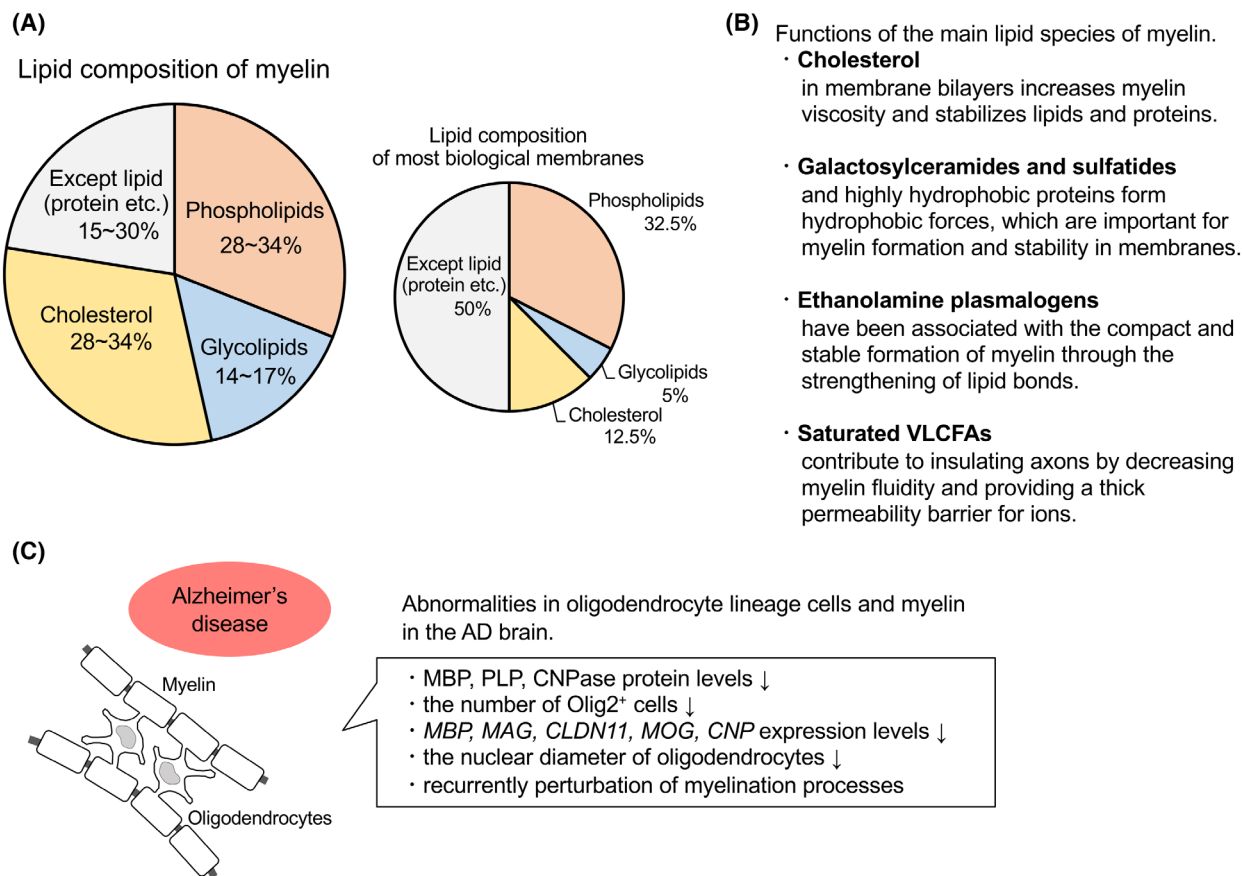 (A)
Lipid composition of myelin
Except lipid
(protein etc.)
15~30%
Phospholipids
28~34%
Cholesterol
28~34%
Glycolipids
14~17%
Lipid composition
of most biological membranes
Phospholipids
32.5%
Except lipid
(protein etc.)
50%
Glycolipids
5%
Cholesterol
12.5%
(B)
Functions of the main lipid species of myelin.
・Cholesterol
in membrane bilayers increases myelin
viscosity and stabilizes lipids and proteins.
・Galactosylceramides and sulfatides
and highly hydrophobic proteins form
hydrophobic forces, which are important for
myelin formation and stability in membranes.
・Ethanolamine plasmalogens
have been associated with the compact and
stable formation of myelin through the
strengthening of lipid bonds.
・Saturated VLCFAs
contribute to insulating axons by decreasing
myelin fluidity and providing a thick
permeability barrier for ions.
(C)
Alzheimer's
disease
Myelin
Oligodendrocytes
Abnormalities in oligodendrocyte lineage cells and myelin
in the AD brain.
・MBP, PLP, CNPase protein levels ↓
・the number of Olig2⁺ cells ↓
・MBP, MAG, CLDN11, MOG, CNP expression levels ↓
・the nuclear diameter of oligodendrocytes ↓
・recurrently perturbation of myelination processes